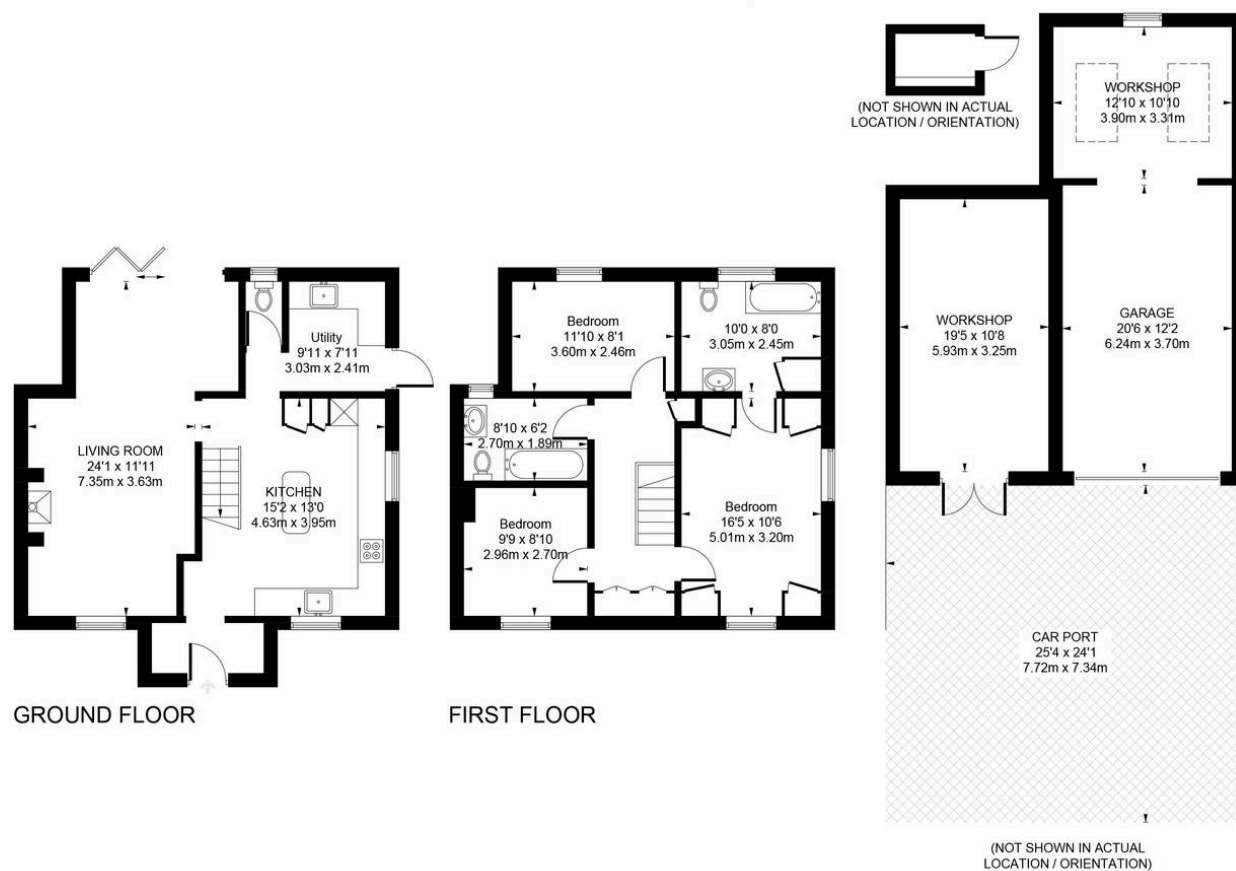 (NOT SHOWN IN ACTUAL
LOCATION / ORIENTATION)
WORKSHOP
12'10 x 10'10
3.90m x 3.31m
WORKSHOP
19'5 x 10'8
5.93m x 3.25m
GARAGE
20'6 x 12'2
6.24m x 3.70m
Utility
9'11 x 7'11
3.03m x 2.41m
LIVING ROOM
24'1 x 11'11
7.35m x 3.63m
KITCHEN
15'2 x 13'0
4.63m x 3.95m
GROUND FLOOR
Bedroom
11'10 x 8'1
3.60m x 2.46m
10'0 x 8'0
3.05m x 2.45m
8'10 x 6'2
2.70m x 1.89m
Bedroom
9'9 x 8'10
2.96m x 2.70m
Bedroom
16'5 x 10'6
5.01m x 3.20m
FIRST FLOOR
CAR PORT
25'4 x 24'1
7.72m x 7.34m
(NOT SHOWN IN ACTUAL
LOCATION / ORIENTATION)